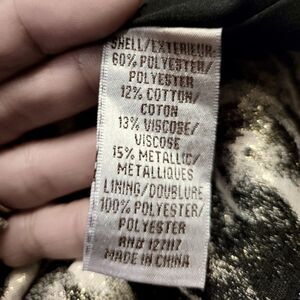 SHELL/EXTERIEUR
60% POLYESTER/
POLYESTER
12% COTTON/
COTON
13% VISCOSE/
VISCOSE
15% METALLIC/
METALLIQUES
LINING/DOUBLURE
100% POLYESTER/
POLYESTER
RN# 127117
MADE IN CHINA